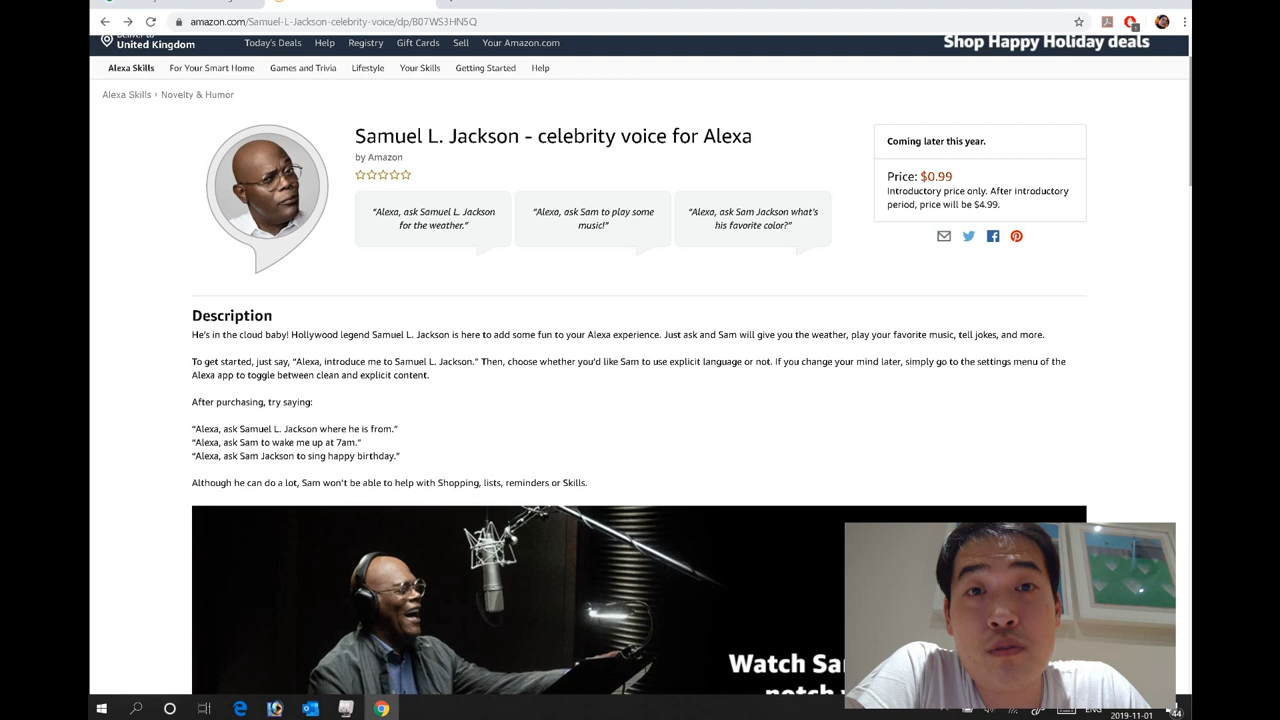 amazon.com/Samuel-L-Jackson-celebrity-voice/dp/B07WS3HN5Q
United Kingdom
Today's Deals Help Registry Gift Cards Sell Your Amazon.com
Shop Happy Holiday deals
Alexa Skills For Your Smart Home Games and Trivia Lifestyle Your Skills Getting Started Help
Alexa Skills › Novelty & Humor
Samuel L. Jackson - celebrity voice for Alexa
by Amazon
“Alexa, ask Samuel L. Jackson
for the weather.”
“Alexa, ask Sam to play some
music!”
“Alexa, ask Sam Jackson what's
his favorite color?”
Coming later this year.
Price: $0.99
Introductory price only. After introductory
period, price will be $4.99.
Description
He's in the cloud baby! Hollywood legend Samuel L. Jackson is here to add some fun to your Alexa experience. Just ask and Sam will give you the weather, play your favorite music, tell jokes, and more.
To get started, just say, “Alexa, introduce me to Samuel L. Jackson.” Then, choose whether you'd like Sam to use explicit language or not. If you change your mind later, simply go to the settings menu of the
Alexa app to toggle between clean and explicit content.
After purchasing, try saying:
“Alexa, ask Samuel L. Jackson where he is from.”
“Alexa, ask Sam to wake me up at 7am.”
“Alexa, ask Sam Jackson to sing happy birthday.”
Although he can do a lot, Sam won't be able to help with Shopping, lists, reminders or Skills.
Watch
ENG
2019-11-01
44